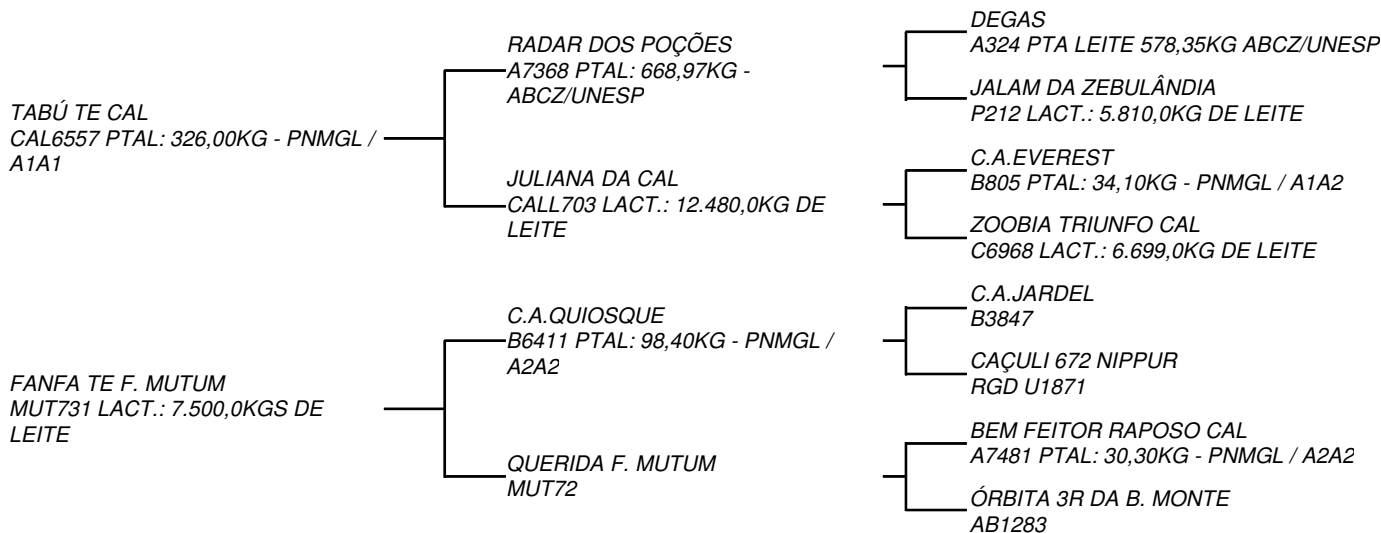 TABÚ TE CAL
CAL6557 PTAL: 326,00KG - PNMGL /
A1A1
FANFA TE F. MUTUM
MUT731 LACT.: 7.500,0KGS DE
LEITE
RADAR DOS POÇÕES
A7368 PTAL: 668,97KG -
ABCZ/UNESP
JULIANA DA CAL
CALL703 LACT.: 12.480,0KG DE
LEITE
C.A.QUIOSQUE
B6411 PTAL: 98,40KG - PNMGL /
A2A2
QUERIDA F. MUTUM
MUT72
DEGAS
A324 PTA LEITE 578,35KG ABCZ/UNESP
JALAM DA ZEBULÂNDIA
P212 LACT.: 5.810,0KG DE LEITE
C.A.EVEREST
B805 PTAL: 34,10KG - PNMGL / A1A2
ZOOBIA TRIUNFO CAL
C6968 LACT.: 6.699,0KG DE LEITE
C.A.JARDEL
B3847
CAÇULI 672 NIPPUR
RGD U1871
BEM FEITOR RAPOSO CAL
A7481 PTAL: 30,30KG - PNMGL / A2A2
ÓRBITA 3R DA B. MONTE
AB1283